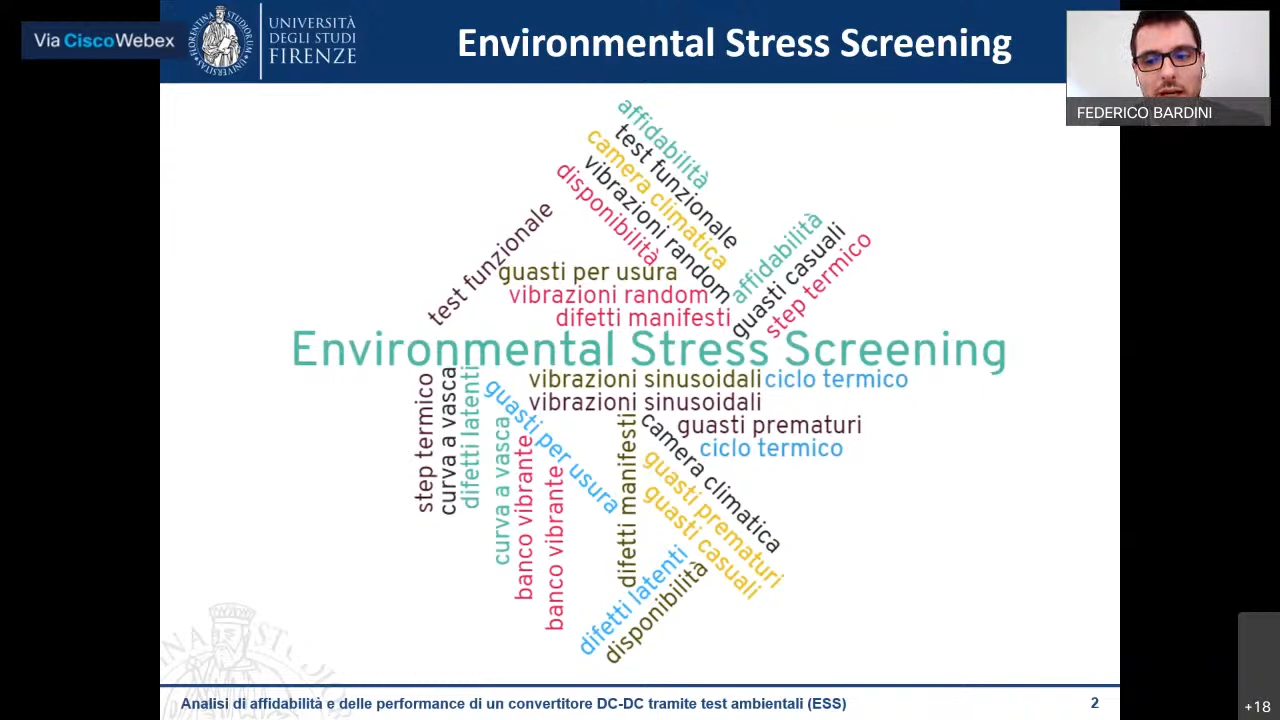 Via CiscoWebex
UNIVERSITÀ
DEGLI STUDI
FIRENZE
Environmental Stress Screening
FEDERICO BARDINI
affidabilità
test funzionale
camera climatica
vibrazioni random
disponibilità
test funzionale
affidabilità
guasti casuali
step termico
guasti per usura
vibrazioni random
difetti manifesti
Environmental Stress Screening
vibrazioni sinusoidali
ciclo termico
vibrazioni sinusoidali
guasti prematuri
ciclo termico
step termico
curva a vasca
difetti latenti
guasti per usura
curva a vasca
banco vibrante
banco vibrante
difetti manifesti
camera climatica
guasti prematuri
guasti casuali
difetti latenti
disponibilità
Analisi di affidabilità e delle performance di un convertitore DC-DC tramite test ambientali (ESS)
2
+18